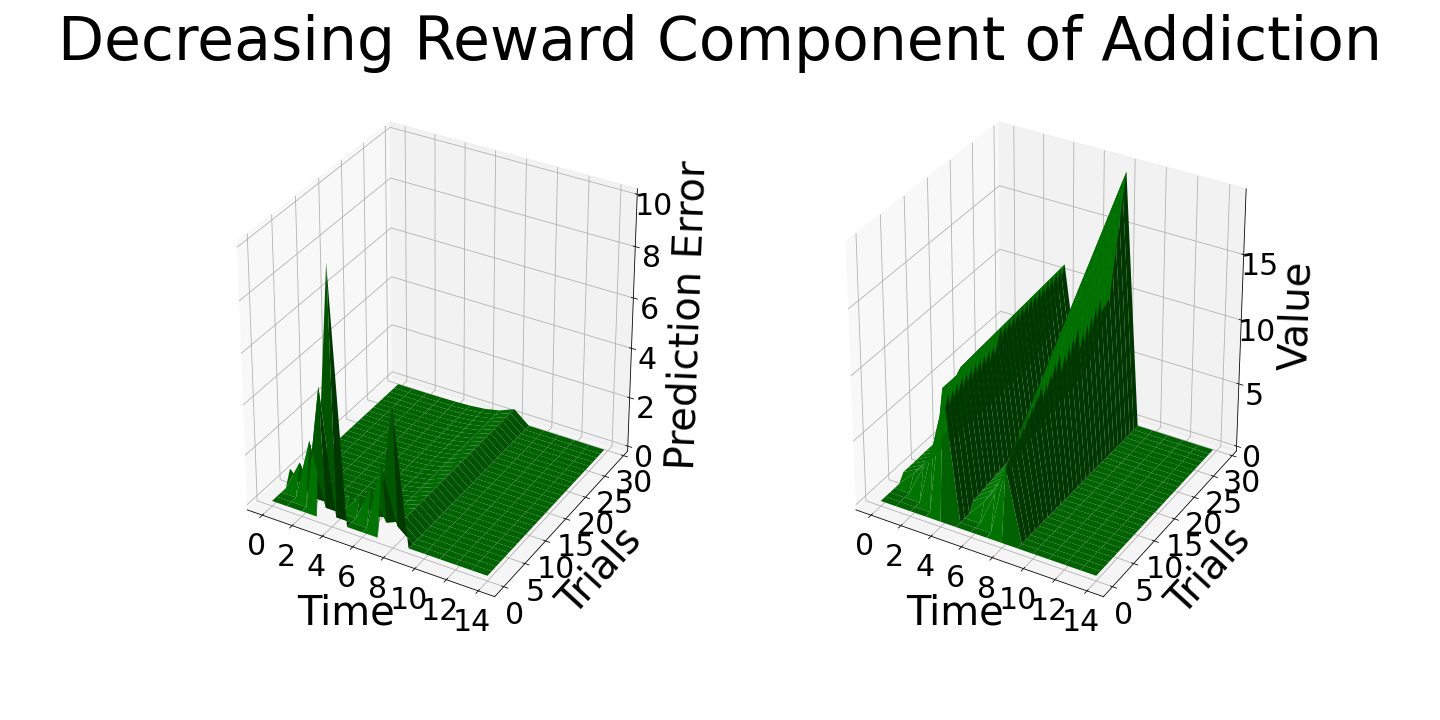 Decreasing Reward Component of Addiction
10
8
6
4
2
0
Prediction Error
0 2 4 6 8 10 12 14
Time
0 5 10 15 20 25 30
Trials
15
10
5
0
Value
0 2 4 6 8 10 12 14
Time
0 5 10 15 20 25 30
Trials